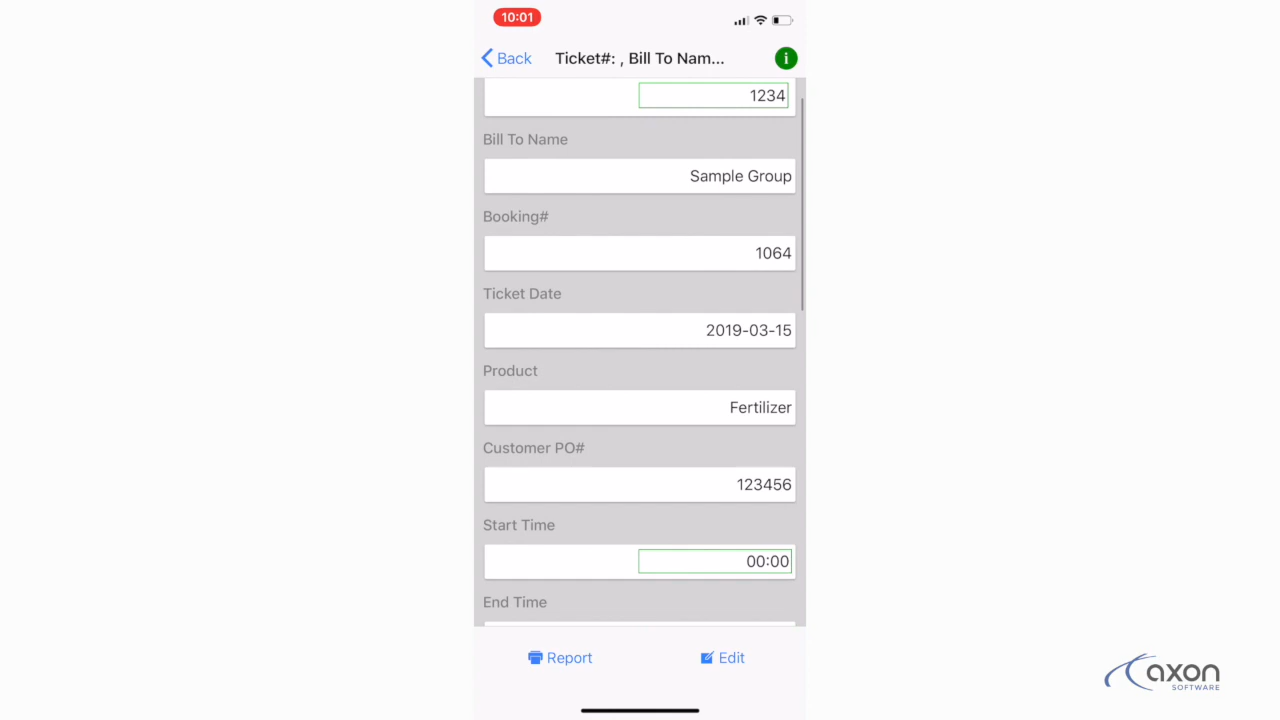 10:01
Back
Ticket#: , Bill To Nam...
i
1234
Bill To Name
Sample Group
Booking#
1064
Ticket Date
2019-03-15
Product
Fertilizer
Customer PO#
123456
Start Time
00:00
End Time
Report
Edit
axon
SOFTWARE